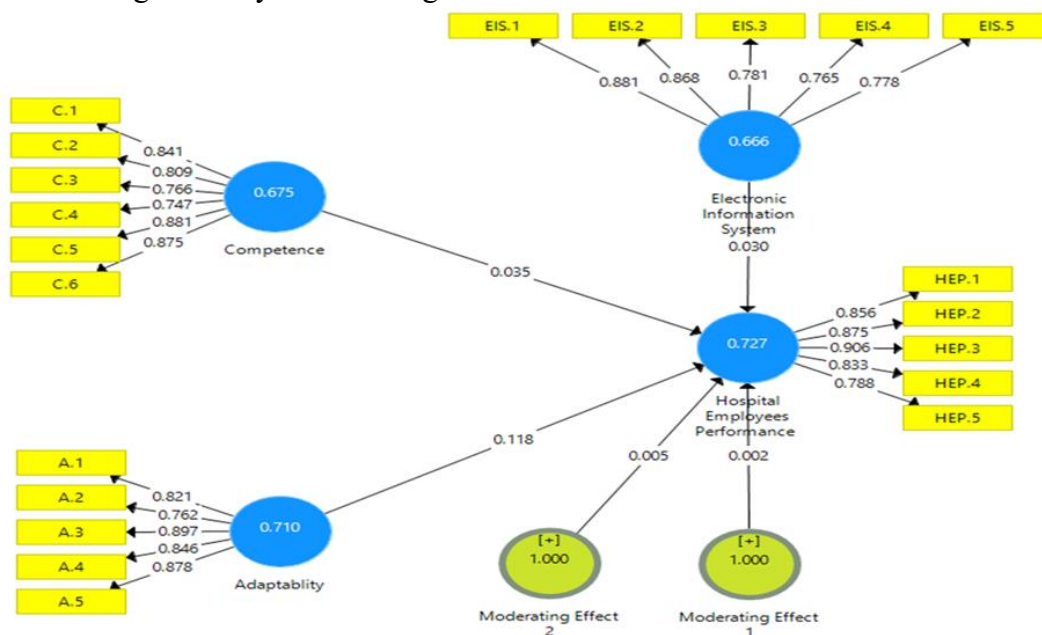 EIS.1
EIS.2
EIS.3
EIS.4
EIS.5
0.881
0.868
0.781
0.765
0.778
0.666
Electronic
Information
System
0.030
C.1
C.2
C.3
C.4
C.5
C.6
0.841
0.809
0.766
0.747
0.881
0.875
0.675
Competence
0.035
HEP.1
HEP.2
HEP.3
HEP.4
HEP.5
0.856
0.875
0.906
0.833
0.788
0.727
Hospital
Employees
Performance
0.118
0.005
0.002
A.1
A.2
A.3
A.4
A.5
0.821
0.762
0.897
0.846
0.878
0.710
Adaptablity
[+]
1.000
Moderating Effect
2
[+]
1.000
Moderating Effect
1